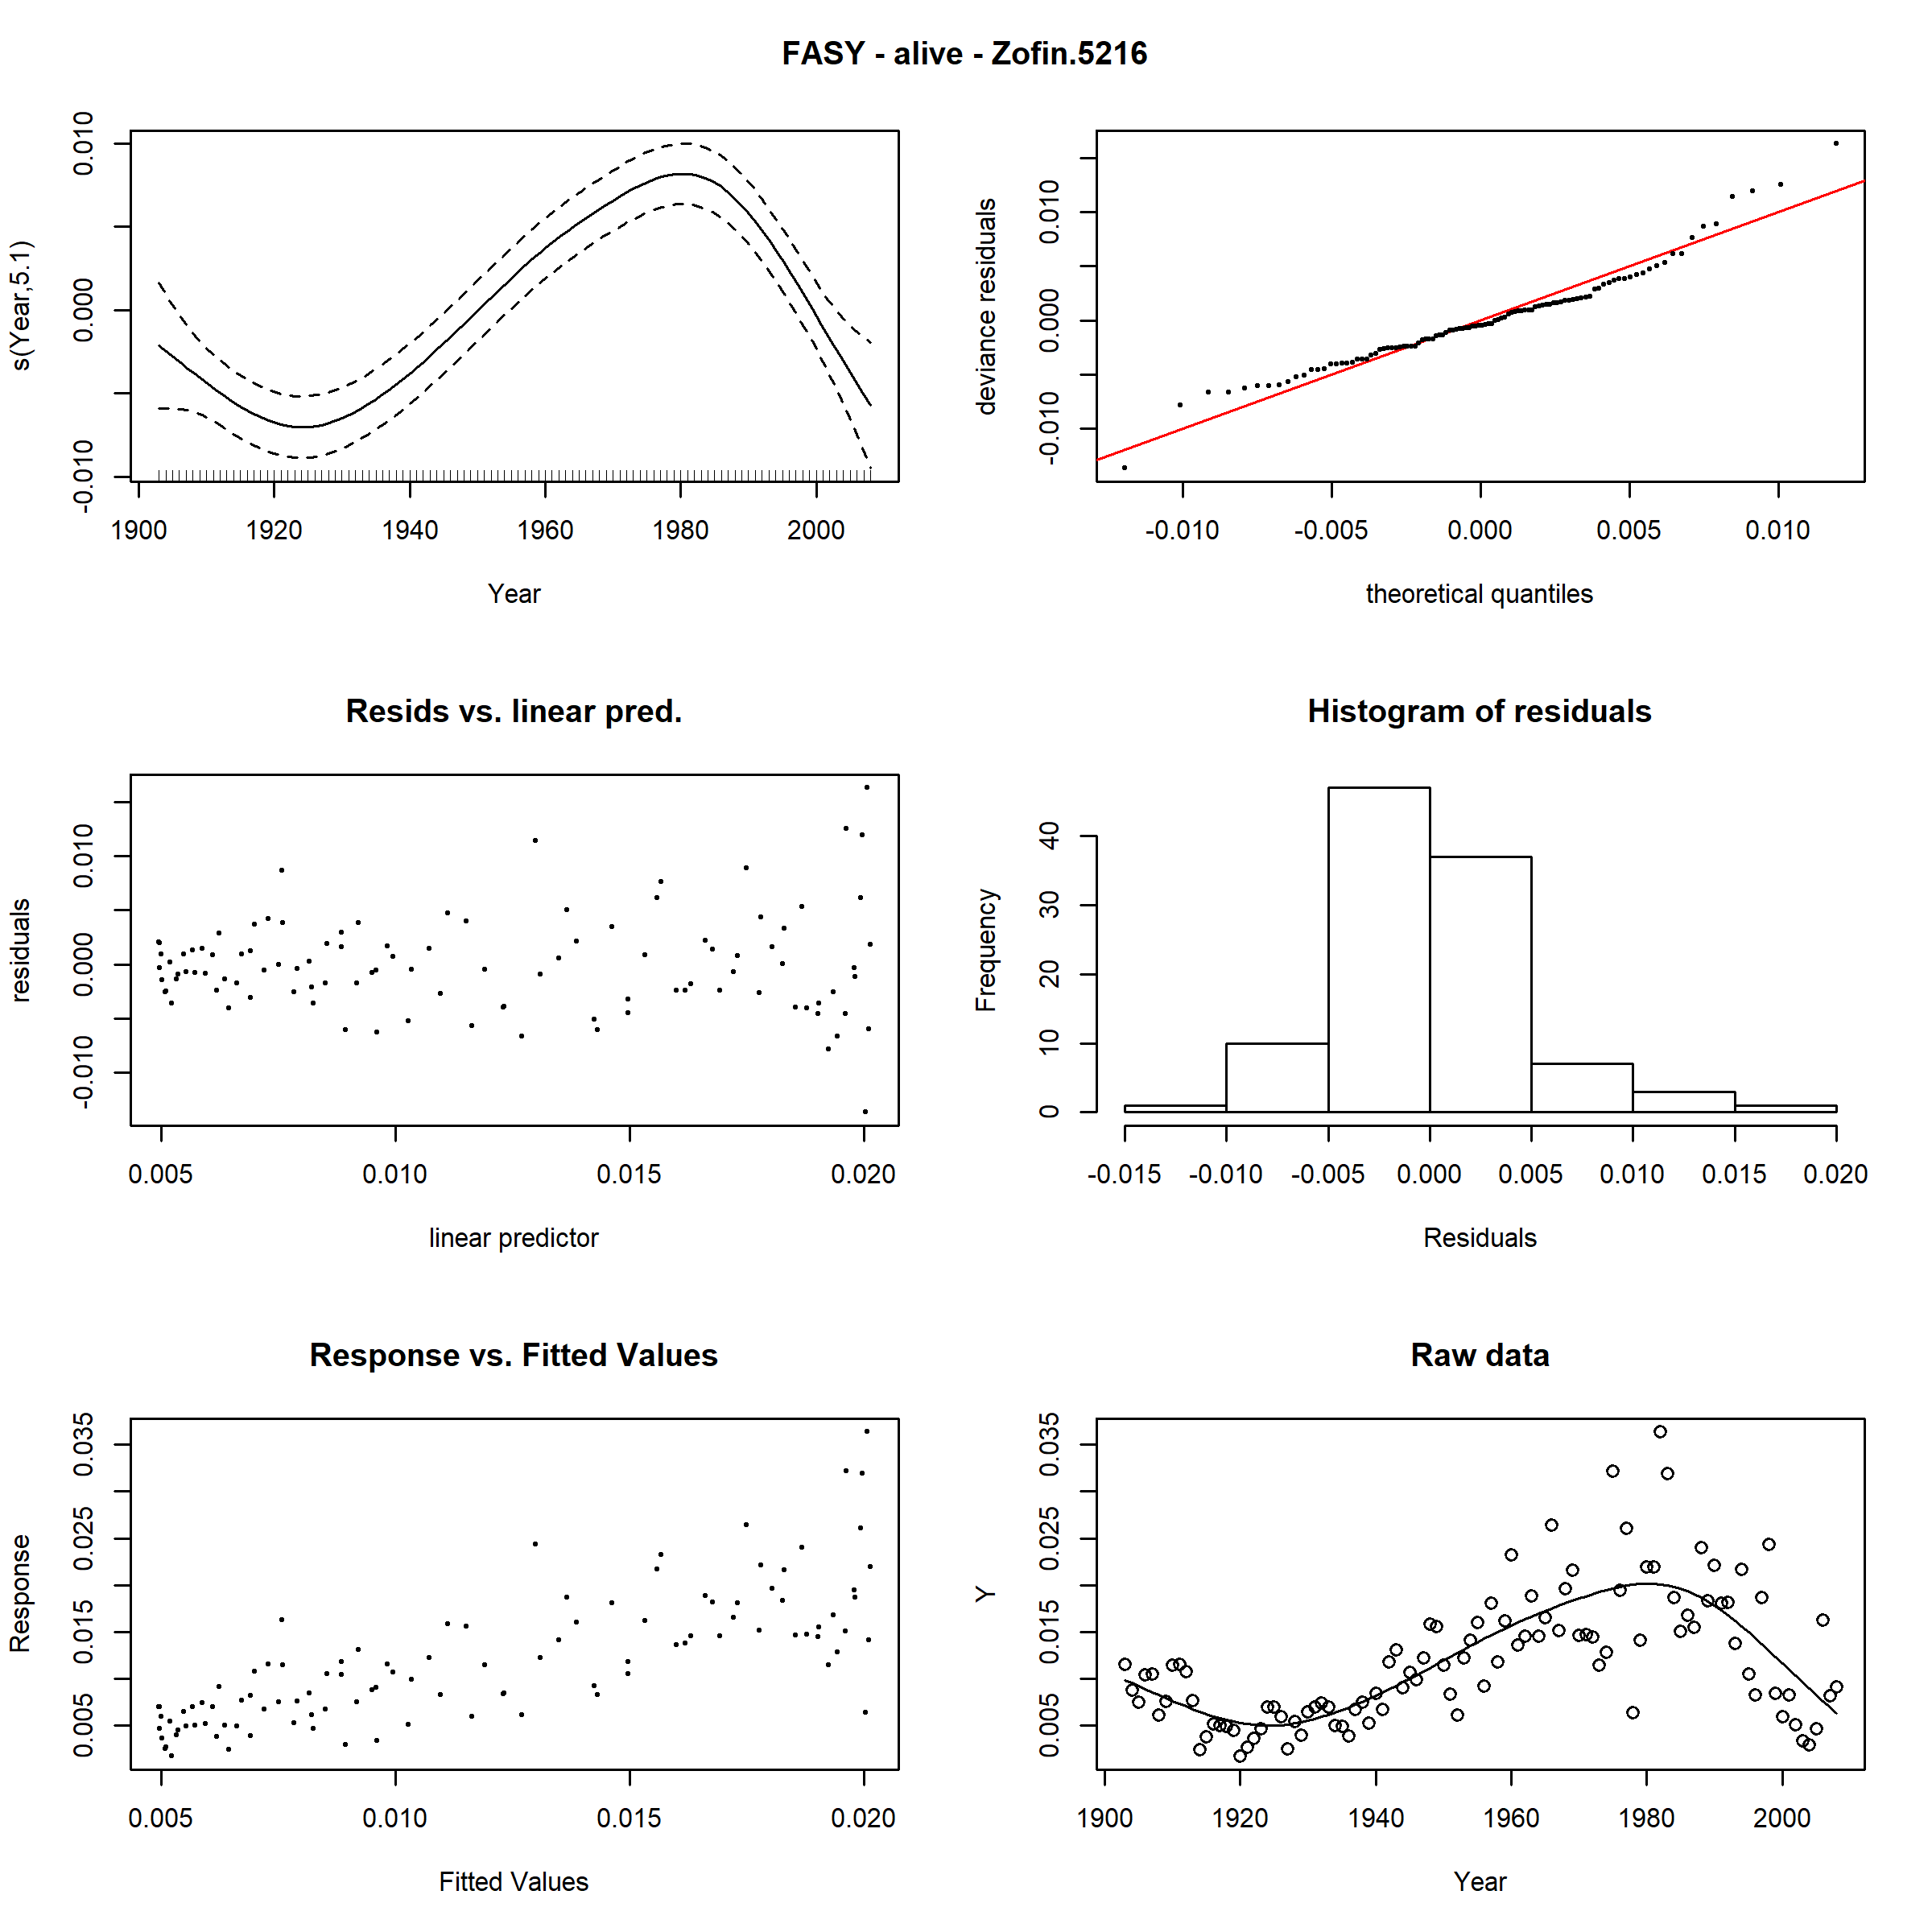 FASY - alive - Zofin.5216
s(Year,5.1)
-0.010 0.000 0.010
1900 1920 1940 1960 1980 2000
Year
deviance residuals
-0.010 0.000 0.010
-0.010 -0.005 0.000 0.005 0.010
theoretical quantiles
Resids vs. linear pred.
residuals
-0.010 0.000 0.010
0.005 0.010 0.015 0.020
linear predictor
Histogram of residuals
Frequency
0 10 20 30 40
-0.015 -0.010 -0.005 0.000 0.005 0.010 0.015 0.020
Residuals
Response vs. Fitted Values
Response
0.005 0.015 0.025 0.035
0.005 0.010 0.015 0.020
Fitted Values
Raw data
Y
0.005 0.015 0.025 0.035
1900 1920 1940 1960 1980 2000
Year